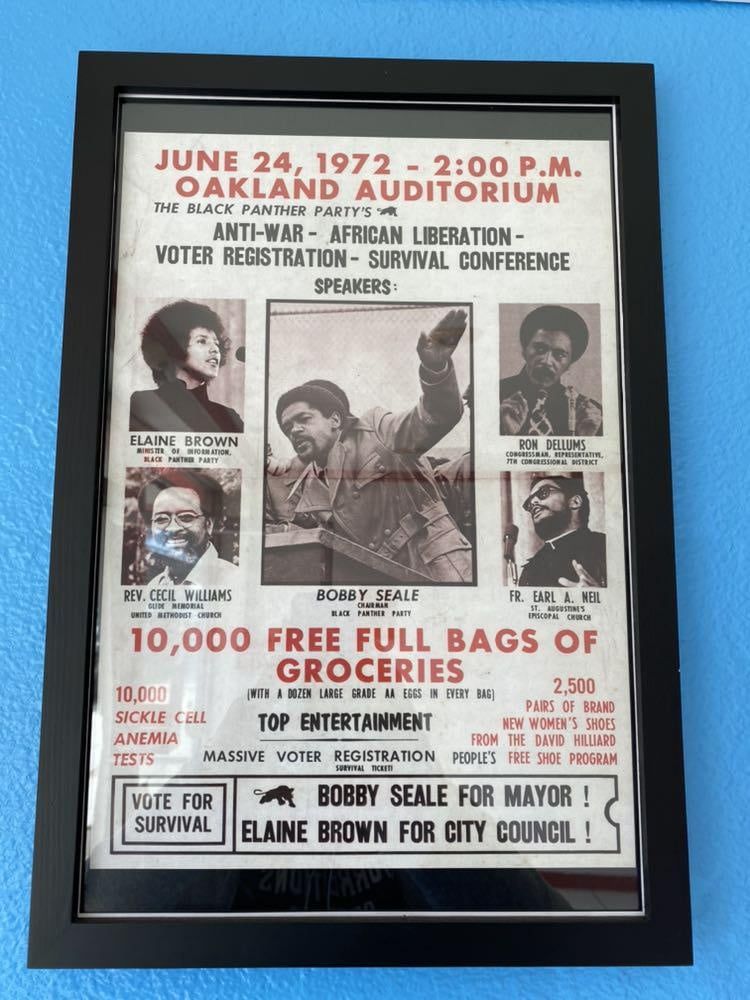 JUNE 24, 1972 - 2:00 P.M.
OAKLAND AUDITORIUM
THE BLACK PANTHER PARTY'S
ANTI-WAR - AFRICAN LIBERATION -
VOTER REGISTRATION - SURVIVAL CONFERENCE
SPEAKERS:
ELAINE BROWN
MINISTER OF INFORMATION,
BLACK PANTHER PARTY
RON DELLUMS
CONGRESSMAN, REPRESENTATIVE,
7TH CONGRESSIONAL DISTRICT
REV. CECIL WILLIAMS
GLIDE MEMORIAL
UNITED METHODIST CHURCH
BOBBY SEALE
CHAIRMAN
BLACK PANTHER PARTY
FR. EARL A. NEIL
ST. AUGUSTINE'S
EPISCOPAL CHURCH
10,000 FREE FULL BAGS OF
GROCERIES
(WITH A DOZEN LARGE GRADE AA EGGS IN EVERY BAG)
10,000
SICKLE CELL
ANEMIA
TESTS
TOP ENTERTAINMENT
MASSIVE VOTER REGISTRATION
SURVIVAL TICKET!
2,500
PAIRS OF BRAND
NEW WOMEN'S SHOES
FROM THE DAVID HILLIARD
PEOPLE'S FREE SHOE PROGRAM
VOTE FOR
SURVIVAL
BOBBY SEALE FOR MAYOR !
ELAINE BROWN FOR CITY COUNCIL !